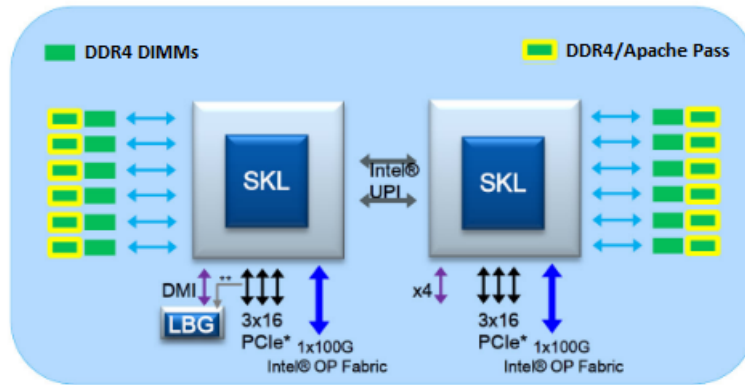 DDR4 DIMMs
DDR4/Apache Pass
SKL
Intel®
UPI
SKL
DMI
**
LBG
3x16
PCIe*
1x100G
Intel® OP Fabric
x4
3x16
PCIe*
1x100G
Intel® OP Fabric